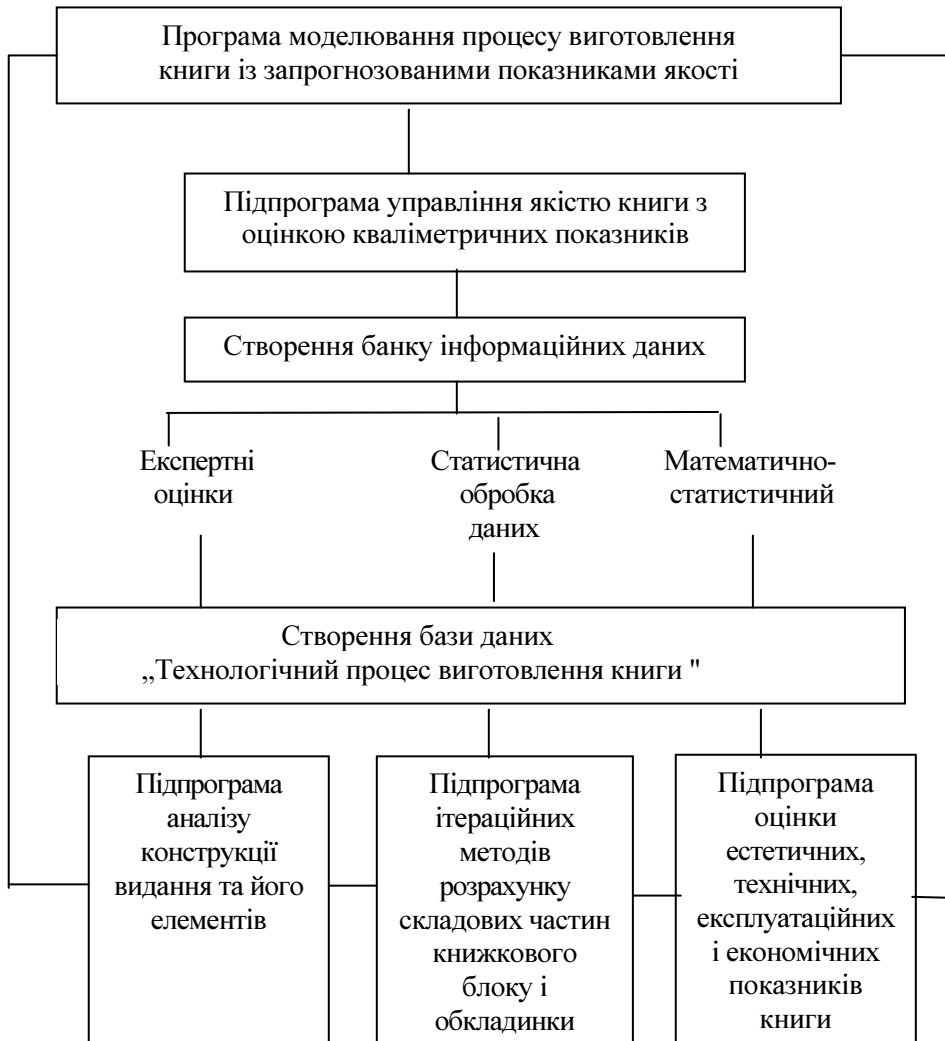 Програма моделювання процесу виготовлення
книги із запрогнозованими показниками якості
Підпрограма управління якістю книги з
оцінкою кваліметричних показників
Створення банку інформаційних даних
Експертні
оцінки
Статистична
обробка
даних
Математично-
статистичний
Створення бази даних
„Технологічний процес виготовлення книги "
Підпрограма
аналізу
конструкції
видання та його
елементів
Підпрограма
ітераційних
методів
розрахунку
складових частин
книжкового
блоку і
обкладинки
Підпрограма
оцінки
естетичних,
технічних,
експлуатаційних
і економічних
показників
книги